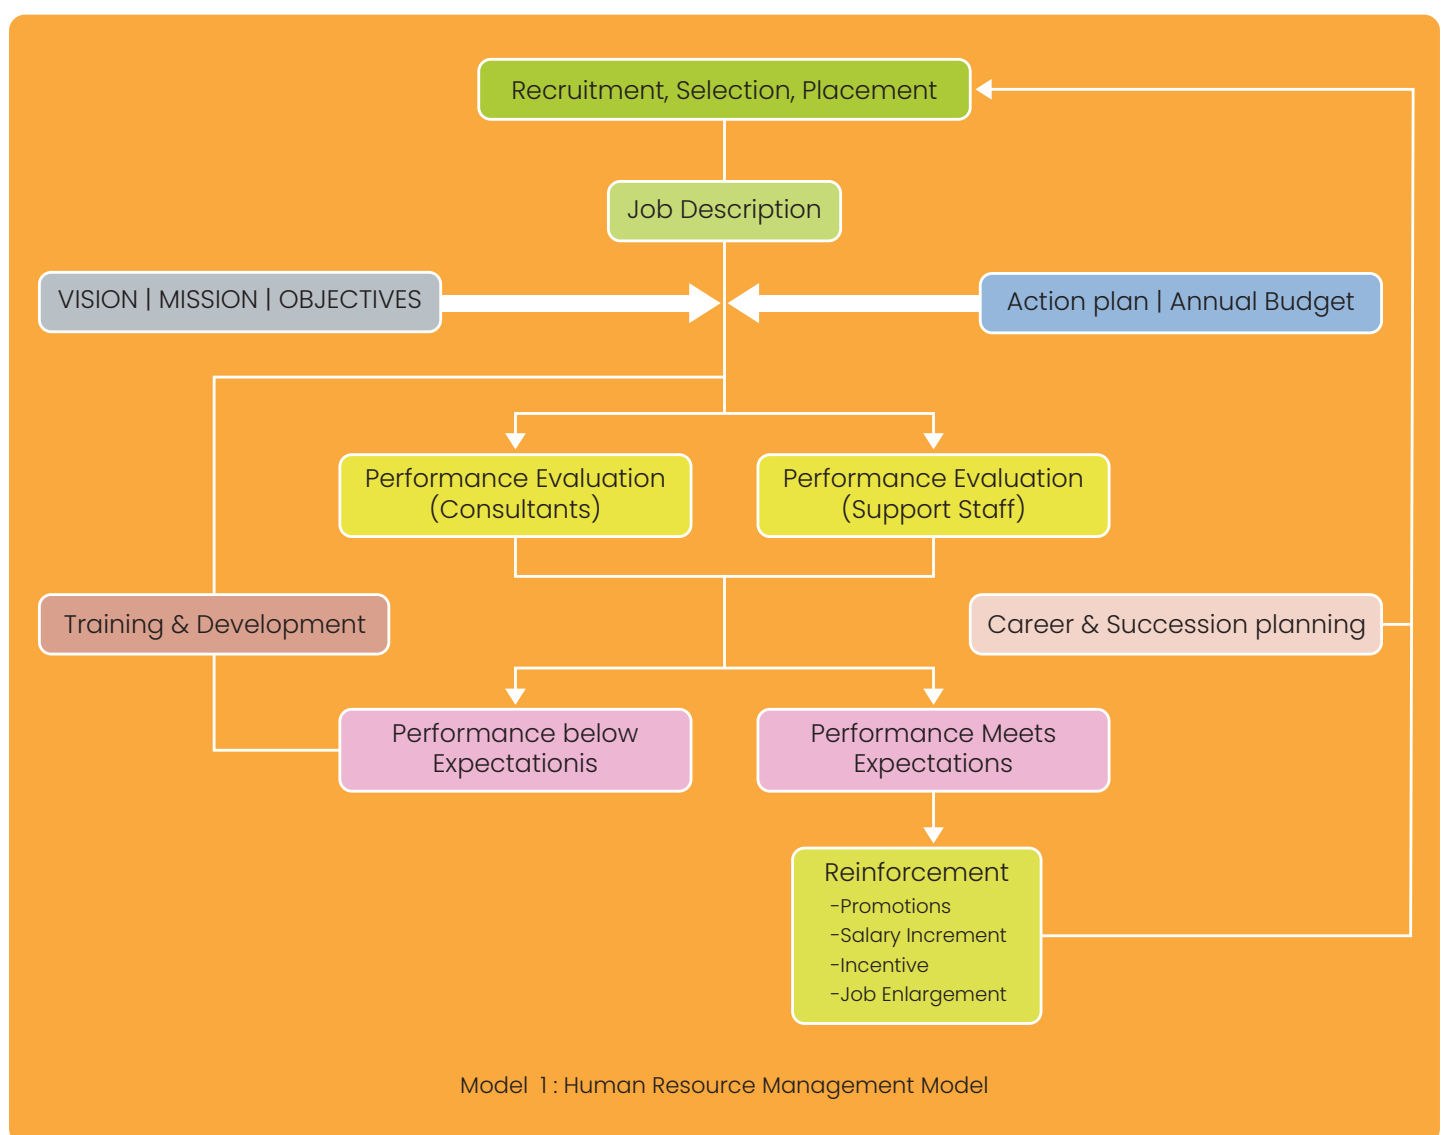 Recruitment, Selection, Placement
Job Description
VISION | MISSION | OBJECTIVES
Action plan | Annual Budget
Performance Evaluation
(Consultants)
Performance Evaluation
(Support Staff)
Training & Development
Career & Succession planning
Performance below
Expectationis
Performance Meets
Expectations
Reinforcement
-Promotions
-Salary Increment
-Incentive
-Job Enlargement
Model 1 : Human Resource Management Model